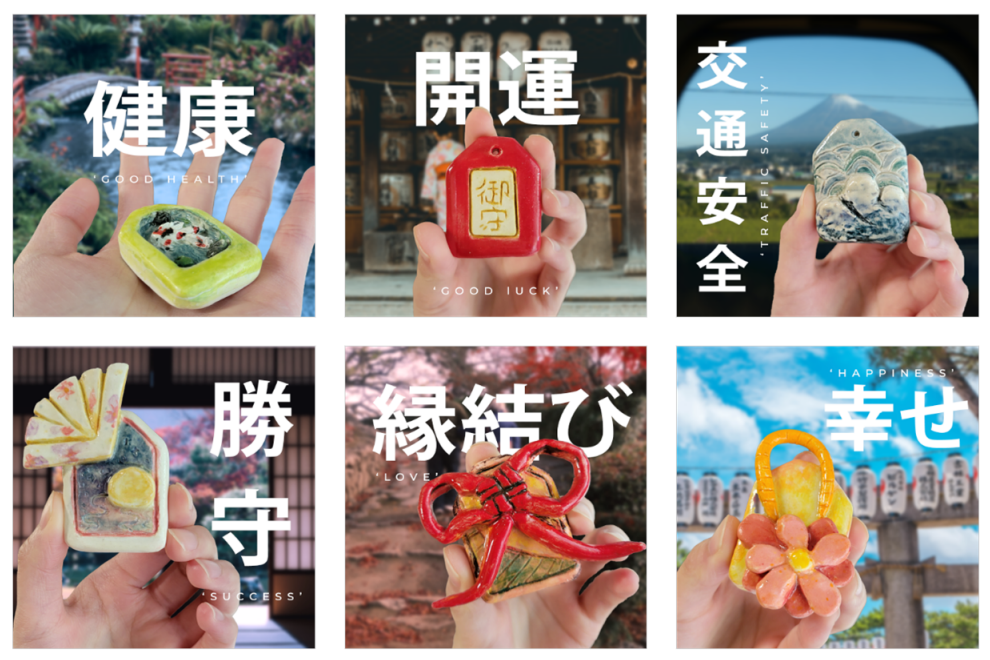 健康
'GOOD HEALTH'
開運
御
守
'GOOD lUCK'
交
通
安
全
'TRAFFIC SAFETY'
勝
守
'SUCCESS'
縁結び
'LOVE'
'HAPPINESS'
幸せ